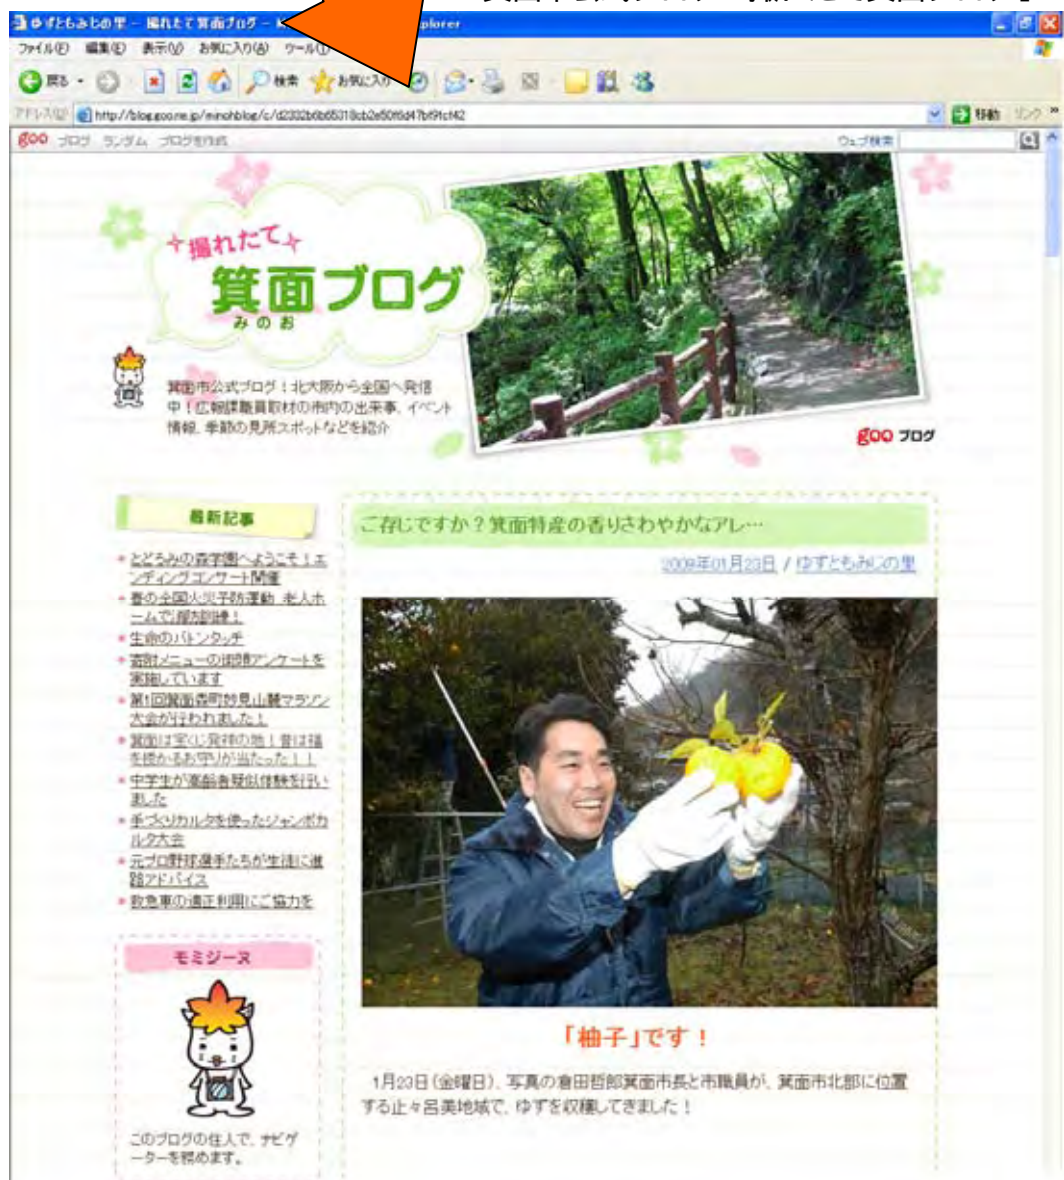 ゆずともみじの里 - 撮れたて箕面ブログ -
plorer
ファイル(F) 編集(E) 表示(V) お気に入り(A) ツール(T)
戻る 検索 お気に入り
アドレス(D) 移動 リンク »
goo ブログ ランダム ブログを作成 ウェブ検索
撮れたて
箕面ブログ
みのお
箕面市公式ブログ!北大阪から全国へ発信
中!広報課職員取材の市内の出来事、イベント
情報、季節の見所スポットなどを紹介
goo ブログ
最新記事
とどろみの森学園へようこそ!エ
ンディングコンサート開催
春の全国火災予防運動 老人ホ
ームで消防訓練!
生命のバトンタッチ
寄附メニューの街頭アンケートを
実施しています
第1回箕面森町妙見山麓マラソン
大会が行われました!
箕面は宝くじ発祥の地!昔は福
を授かるお守りが当たった!!
中学生が高齢者疑似体験を行い
ました
手づくりカルタを使ったジャンボカ
ルタ大会
元プロ野球選手たちが生徒に進
路アドバイス
救急車の適正利用にご協力を
モミジーヌ
このブログの住人で、ナビゲ
ーターを務めます。
ご存じですか?箕面特産の香りさわやかなアレ…
2009年01月23日 / ゆずともみじの里
「柚子」です!
1月23日(金曜日)、写真の倉田哲郎箕面市長と市職員が、箕面市北部に位置
する止々呂美地域で、ゆずを収穫してきました!